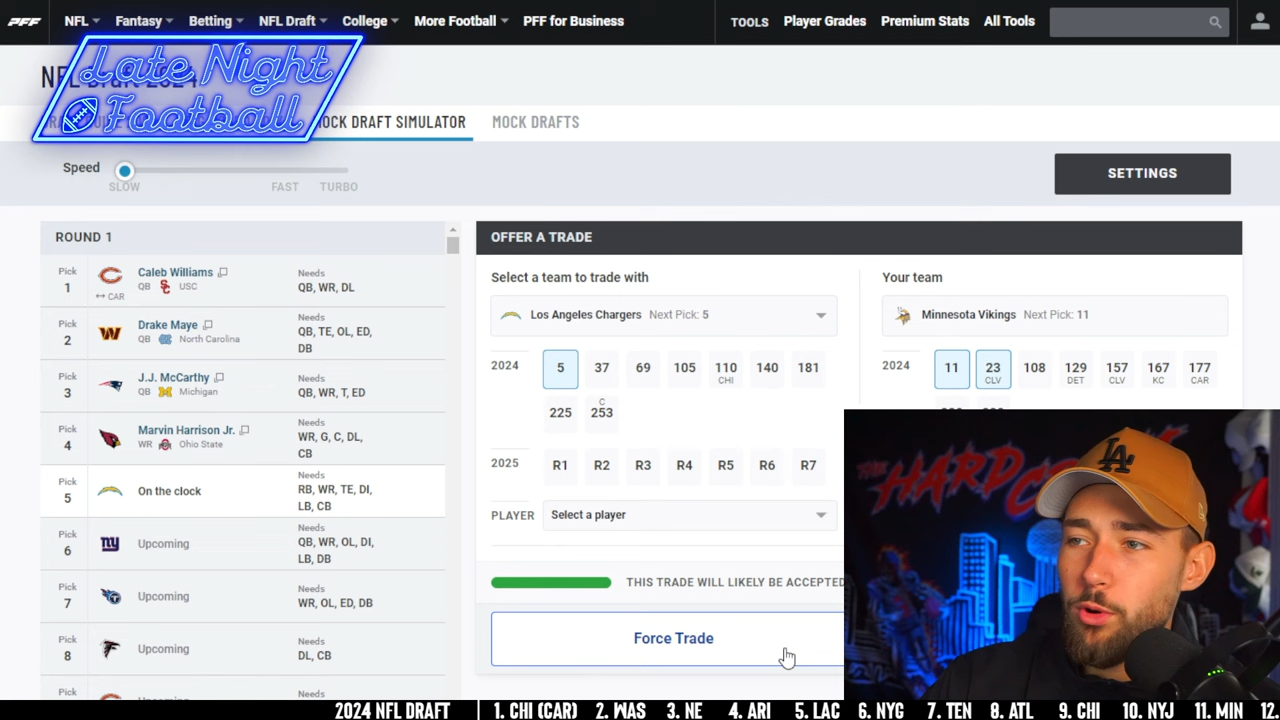 PFF NFL Fantasy Betting NFL Draft College More Football PFF for Business TOOLS Player Grades Premium Stats All Tools
Late Night
Football
MOCK DRAFT SIMULATOR MOCK DRAFTS
Speed
SLOW FAST TURBO
SETTINGS
ROUND 1
Pick 1
↔ CAR
Caleb Williams
QB USC
Needs
QB, WR, DL
Pick 2
Drake Maye
QB North Carolina
Needs
QB, TE, OL, ED,
DB
Pick 3
J.J. McCarthy
QB Michigan
Needs
QB, WR, T, ED
Pick 4
Marvin Harrison Jr.
WR Ohio State
Needs
WR, G, C, DL,
CB
Pick 5
On the clock
Needs
RB, WR, TE, DI,
LB, CB
Pick 6
Upcoming
Needs
QB, WR, OL, DI,
LB, DB
Pick 7
Upcoming
Needs
WR, OL, ED, DB
Pick 8
Upcoming
Needs
DL, CB
OFFER A TRADE
Select a team to trade with
Los Angeles Chargers Next Pick: 5
2024 5 37 69 105 110 140 181
CHI
C
225 253
2025 R1 R2 R3 R4 R5 R6 R7
PLAYER Select a player
THIS TRADE WILL LIKELY BE ACCEPTED
Force Trade
Your team
Minnesota Vikings Next Pick: 11
2024 11 23 108 129 157 167 177
CLV DET CLV KC CAR
HARDCO
LA
2024 NFL DRAFT 1. CHI (CAR) 2. WAS 3. NE 4. ARI 5. LAC 6. NYG 7. TEN 8. ATL 9. CHI 10. NYJ 11. MIN 12.